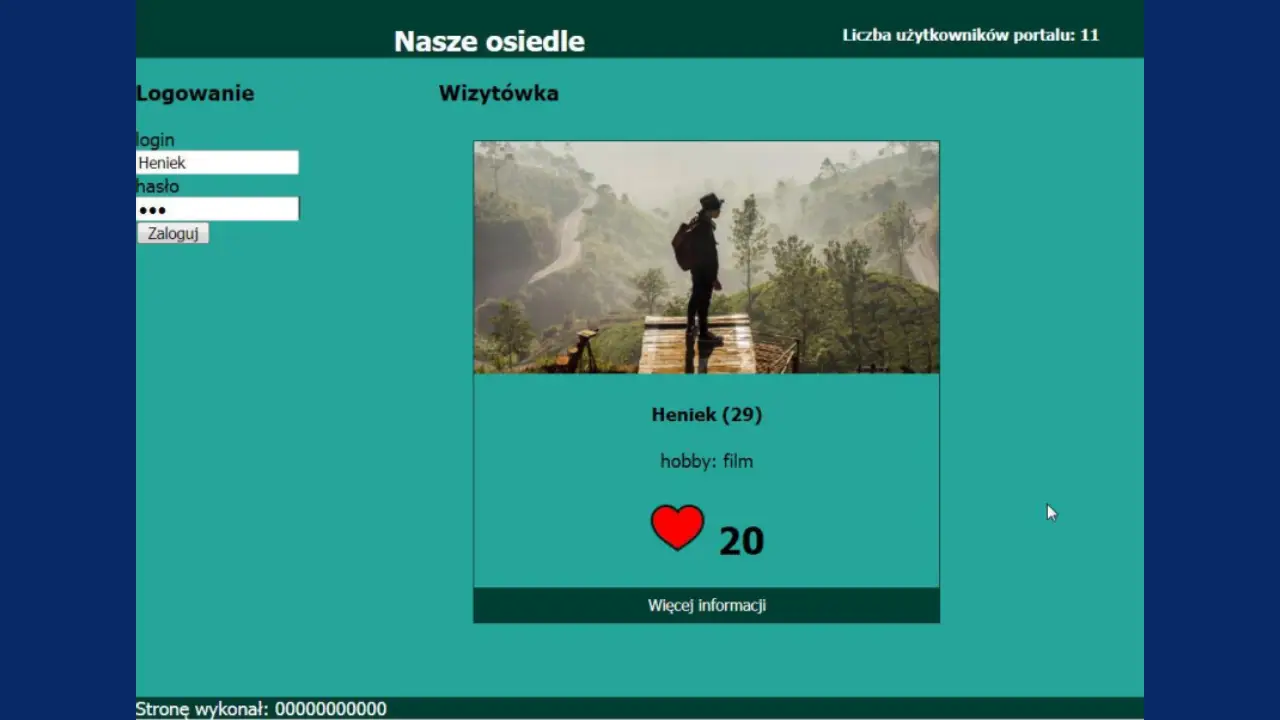 Nasze osiedle
Liczba użytkowników portalu: 11
Logowanie
login
Heniek
hasło
●●●
Zaloguj
Wizytówka
Heniek (29)
hobby: film
20
Więcej informacji
Stronę wykonał: 00000000000